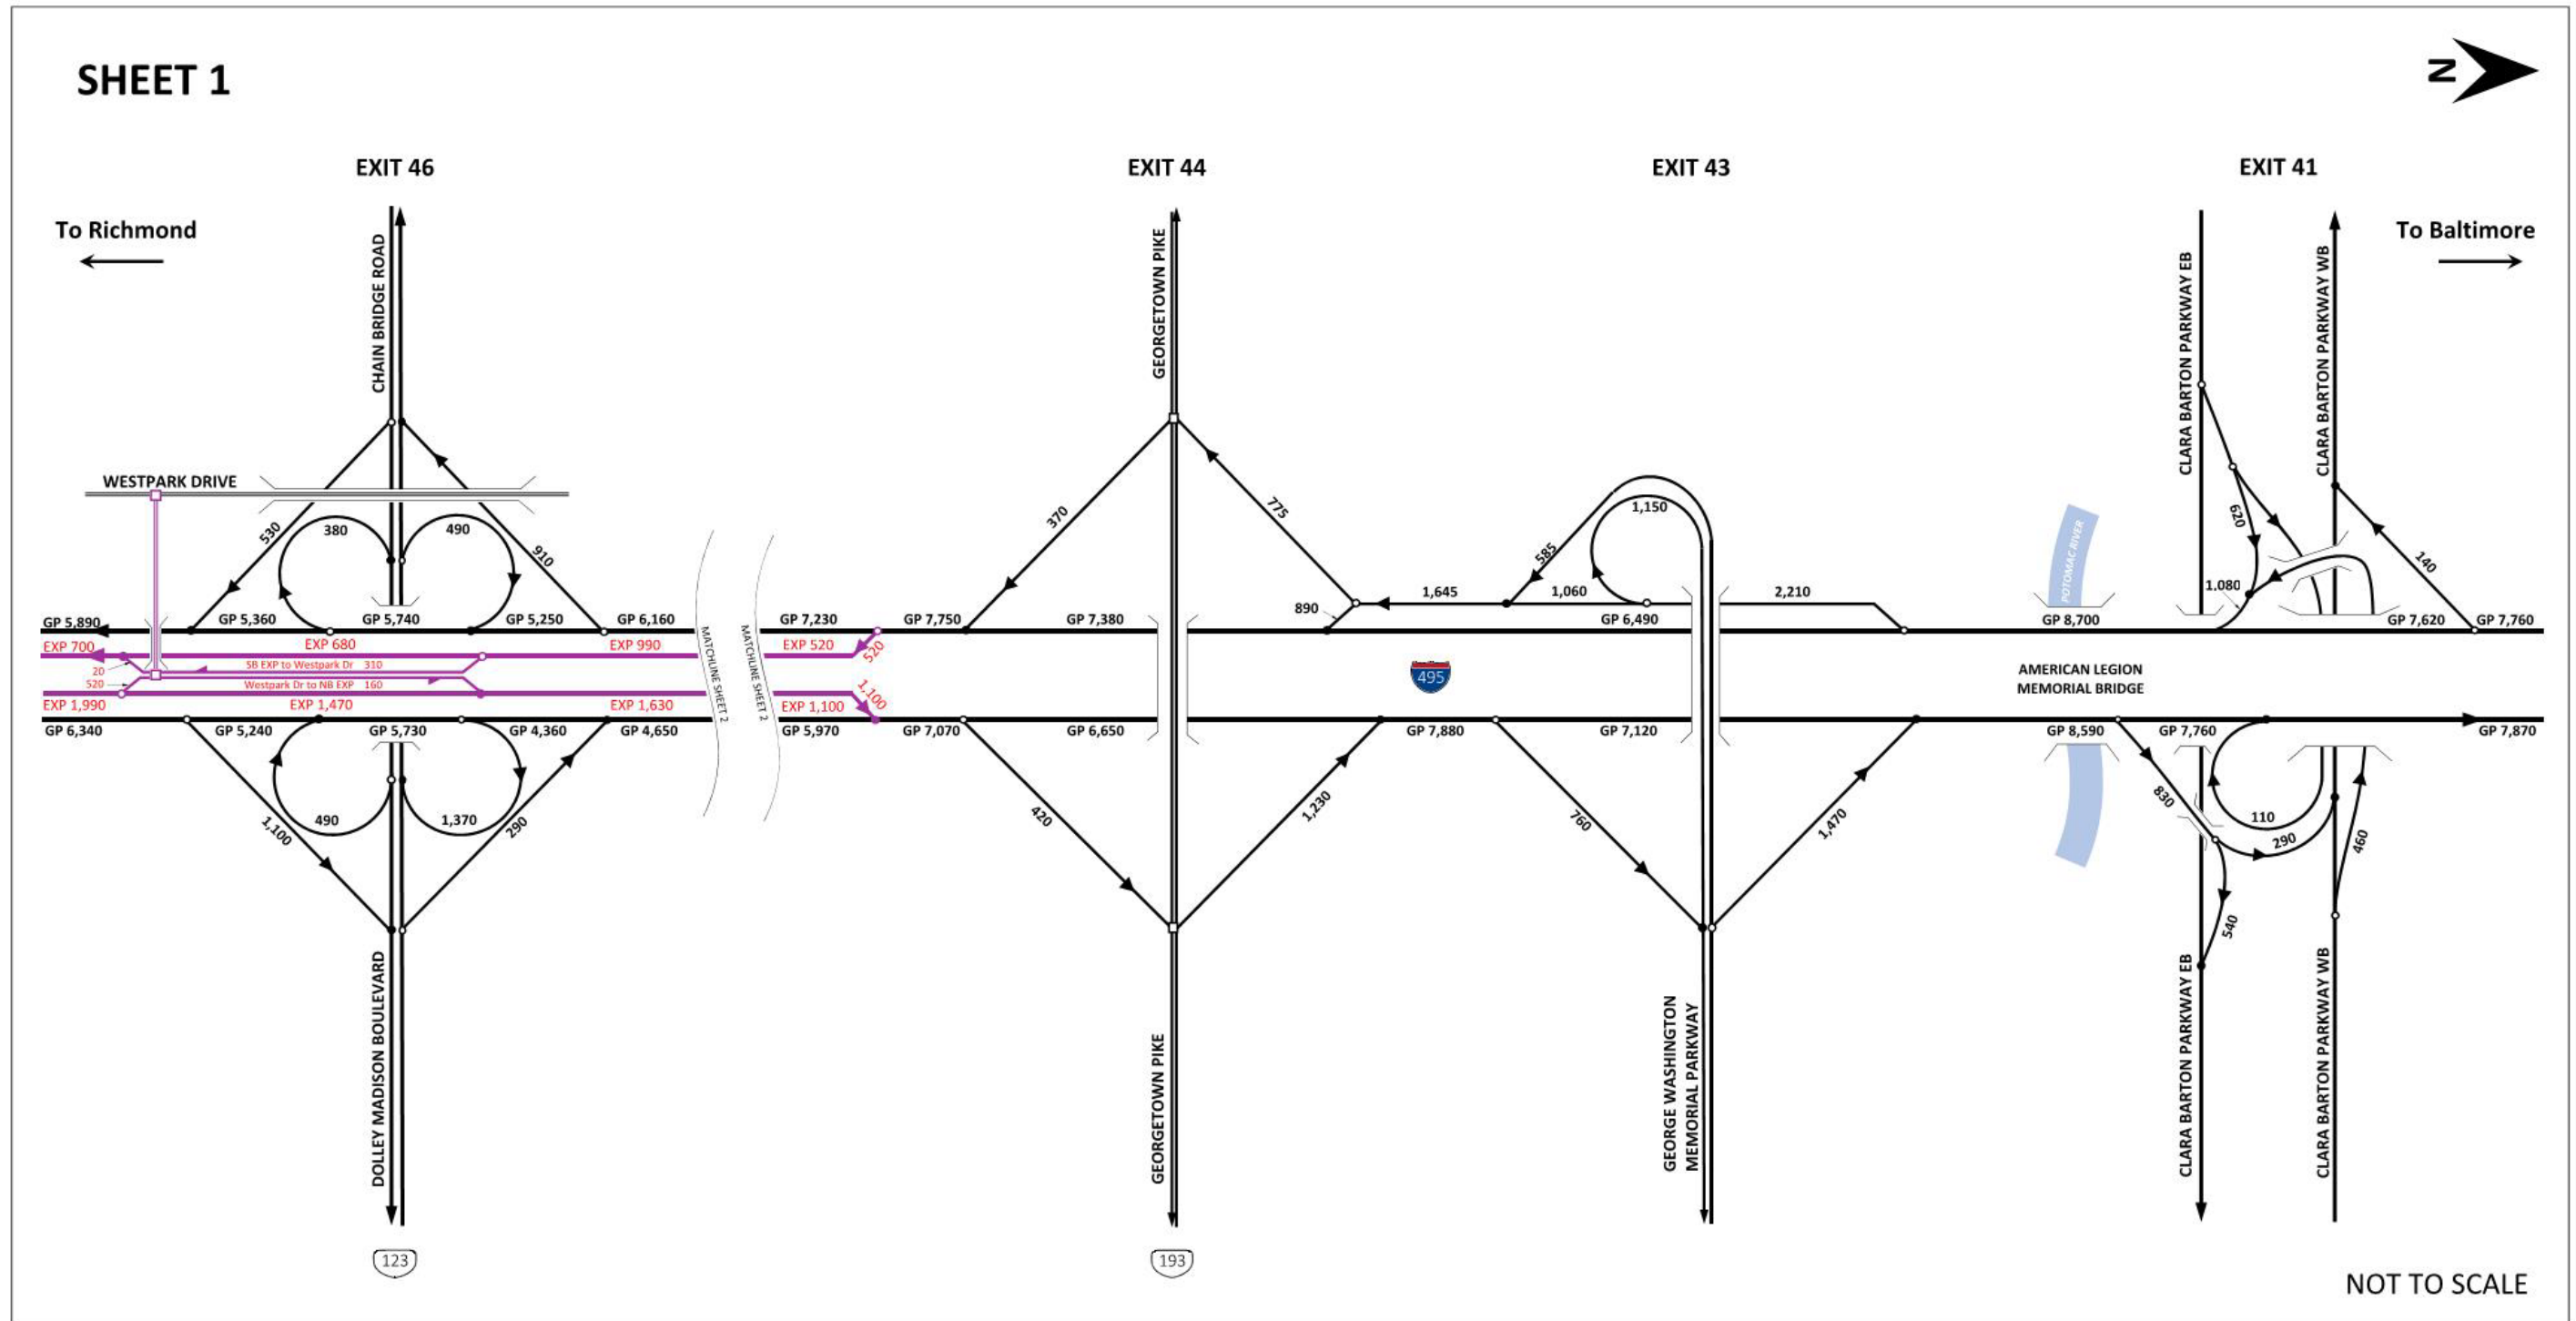 SHEET 1
N
EXIT 46
EXIT 44
EXIT 43
EXIT 41
To Richmond
To Baltimore
CHAIN BRIDGE ROAD
GEORGETOWN PIKE
CLARA BARTON PARKWAY EB
CLARA BARTON PARKWAY WB
WESTPARK DRIVE
530
380
490
910
370
775
1,150
585
POTOMAC RIVER
620
140
890
1,645
1,060
2,210
1.080
GP 5,890
GP 5,360
GP 5,740
GP 5,250
GP 6,160
GP 7,230
GP 7,750
GP 7,380
GP 6,490
GP 8,700
GP 7,620
GP 7,760
EXP 700
EXP 680
EXP 990
EXP 520
520
MATCHLINE SHEET 2
MATCHLINE SHEET 2
20
SB EXP to Westpark Dr 310
520
Westpark Dr to NB EXP 160
495
AMERICAN LEGION
MEMORIAL BRIDGE
EXP 1,990
EXP 1,470
EXP 1,630
EXP 1,100
1,100
GP 6,340
GP 5,240
GP 5,730
GP 4,360
GP 4,650
GP 5,970
GP 7,070
GP 6,650
GP 7,880
GP 7,120
GP 8,590
GP 7,760
GP 7,870
1,100
490
1,370
290
420
1,230
760
1,470
830
110
290
460
540
DOLLEY MADISON BOULEVARD
GEORGETOWN PIKE
GEORGE WASHINGTON
MEMORIAL PARKWAY
CLARA BARTON PARKWAY EB
CLARA BARTON PARKWAY WB
123
193
NOT TO SCALE